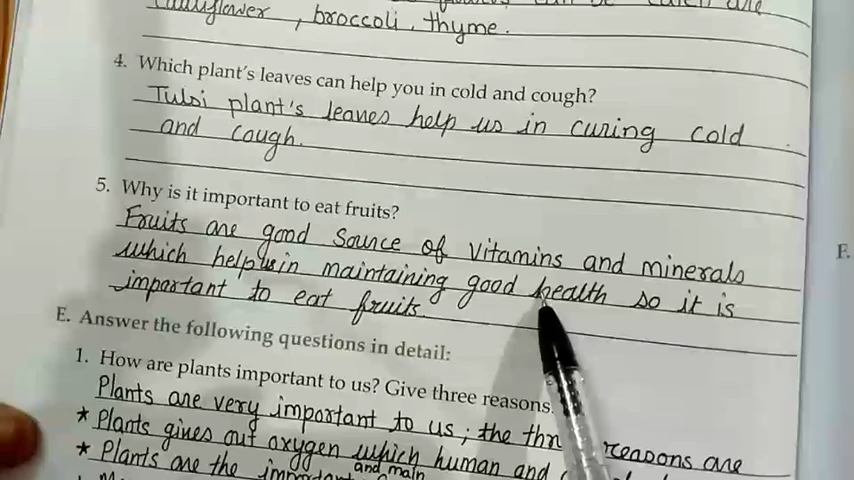 cauliflower, broccoli, thyme.
4. Which plant's leaves can help you in cold and cough?
Tulsi plant's leaves help us in curing cold
and cough.
5. Why is it important to eat fruits?
Fruits are good source of Vitamins and minerals
which help us in maintaining good health so it is
important to eat fruits.
E. Answer the following questions in detail:
F.
1. How are plants important to us? Give three reasons.
Plants are very important to us; the reasons are
* Plants gives out oxygen which human and
* Plants are the
and main